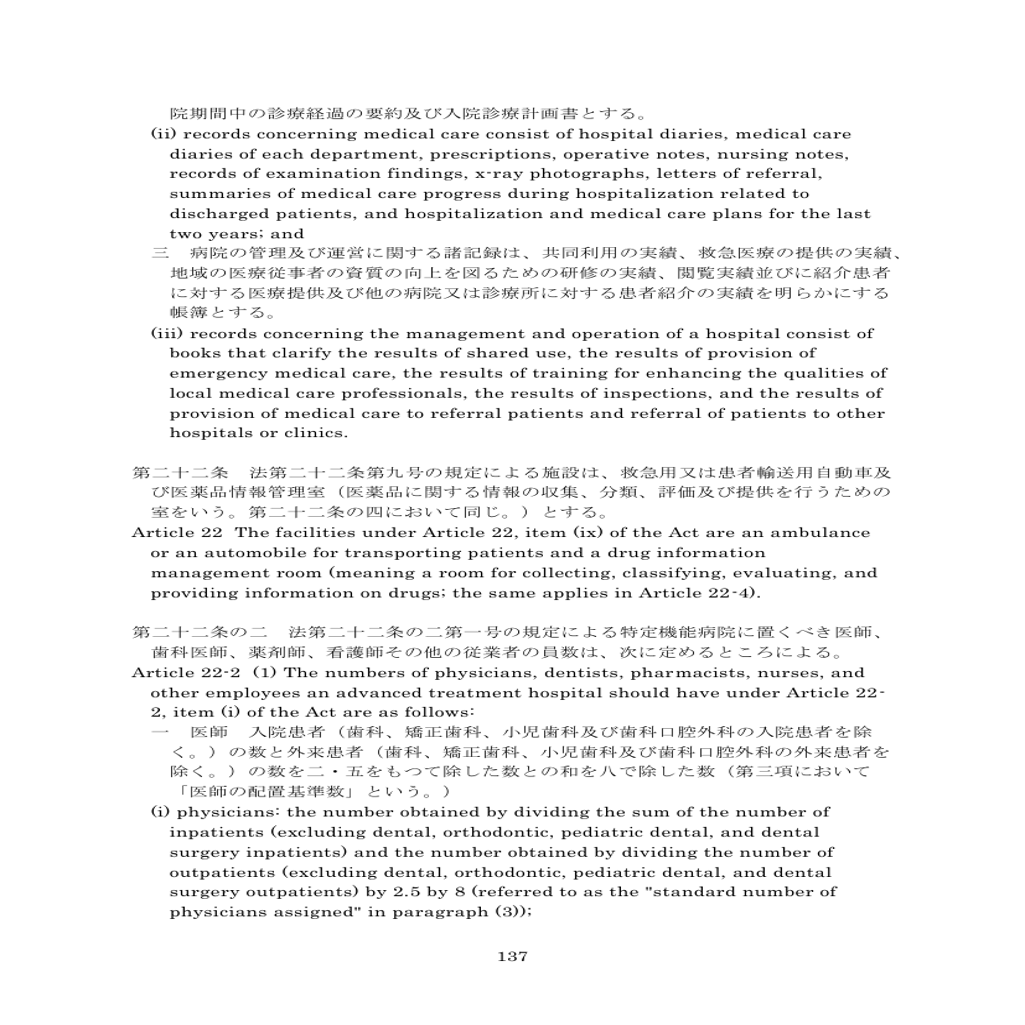 院期間中の診療経過の要約及び入院診療計画書とする。
(ii) records concerning medical care consist of hospital diaries, medical care
diaries of each department, prescriptions, operative notes, nursing notes,
records of examination findings, x-ray photographs, letters of referral,
summaries of medical care progress during hospitalization related to
discharged patients, and hospitalization and medical care plans for the last
two years; and
三　病院の管理及び運営に関する諸記録は、共同利用の実績、救急医療の提供の実績、
地域の医療従事者の資質の向上を図るための研修の実績、閲覧実績並びに紹介患者
に対する医療提供及び他の病院又は診療所に対する患者紹介の実績を明らかにする
帳簿とする。
(iii) records concerning the management and operation of a hospital consist of
books that clarify the results of shared use, the results of provision of
emergency medical care, the results of training for enhancing the qualities of
local medical care professionals, the results of inspections, and the results of
provision of medical care to referral patients and referral of patients to other
hospitals or clinics.
第二十二条　法第二十二条第九号の規定による施設は、救急用又は患者輸送用自動車及
び医薬品情報管理室（医薬品に関する情報の収集、分類、評価及び提供を行うための
室をいう。第二十二条の四において同じ。）とする。
Article 22 The facilities under Article 22, item (ix) of the Act are an ambulance
or an automobile for transporting patients and a drug information
management room (meaning a room for collecting, classifying, evaluating, and
providing information on drugs; the same applies in Article 22-4).
第二十二条の二　法第二十二条の二第一号の規定による特定機能病院に置くべき医師、
歯科医師、薬剤師、看護師その他の従業者の員数は、次に定めるところによる。
Article 22-2 (1) The numbers of physicians, dentists, pharmacists, nurses, and
other employees an advanced treatment hospital should have under Article 22-
2, item (i) of the Act are as follows:
一　医師　入院患者（歯科、矯正歯科、小児歯科及び歯科口腔外科の入院患者を除
く。）の数と外来患者（歯科、矯正歯科、小児歯科及び歯科口腔外科の外来患者を
除く。）の数を二・五をもつて除した数との和を八で除した数（第三項において
「医師の配置基準数」という。）
(i) physicians: the number obtained by dividing the sum of the number of
inpatients (excluding dental, orthodontic, pediatric dental, and dental
surgery inpatients) and the number obtained by dividing the number of
outpatients (excluding dental, orthodontic, pediatric dental, and dental
surgery outpatients) by 2.5 by 8 (referred to as the "standard number of
physicians assigned" in paragraph (3));
137